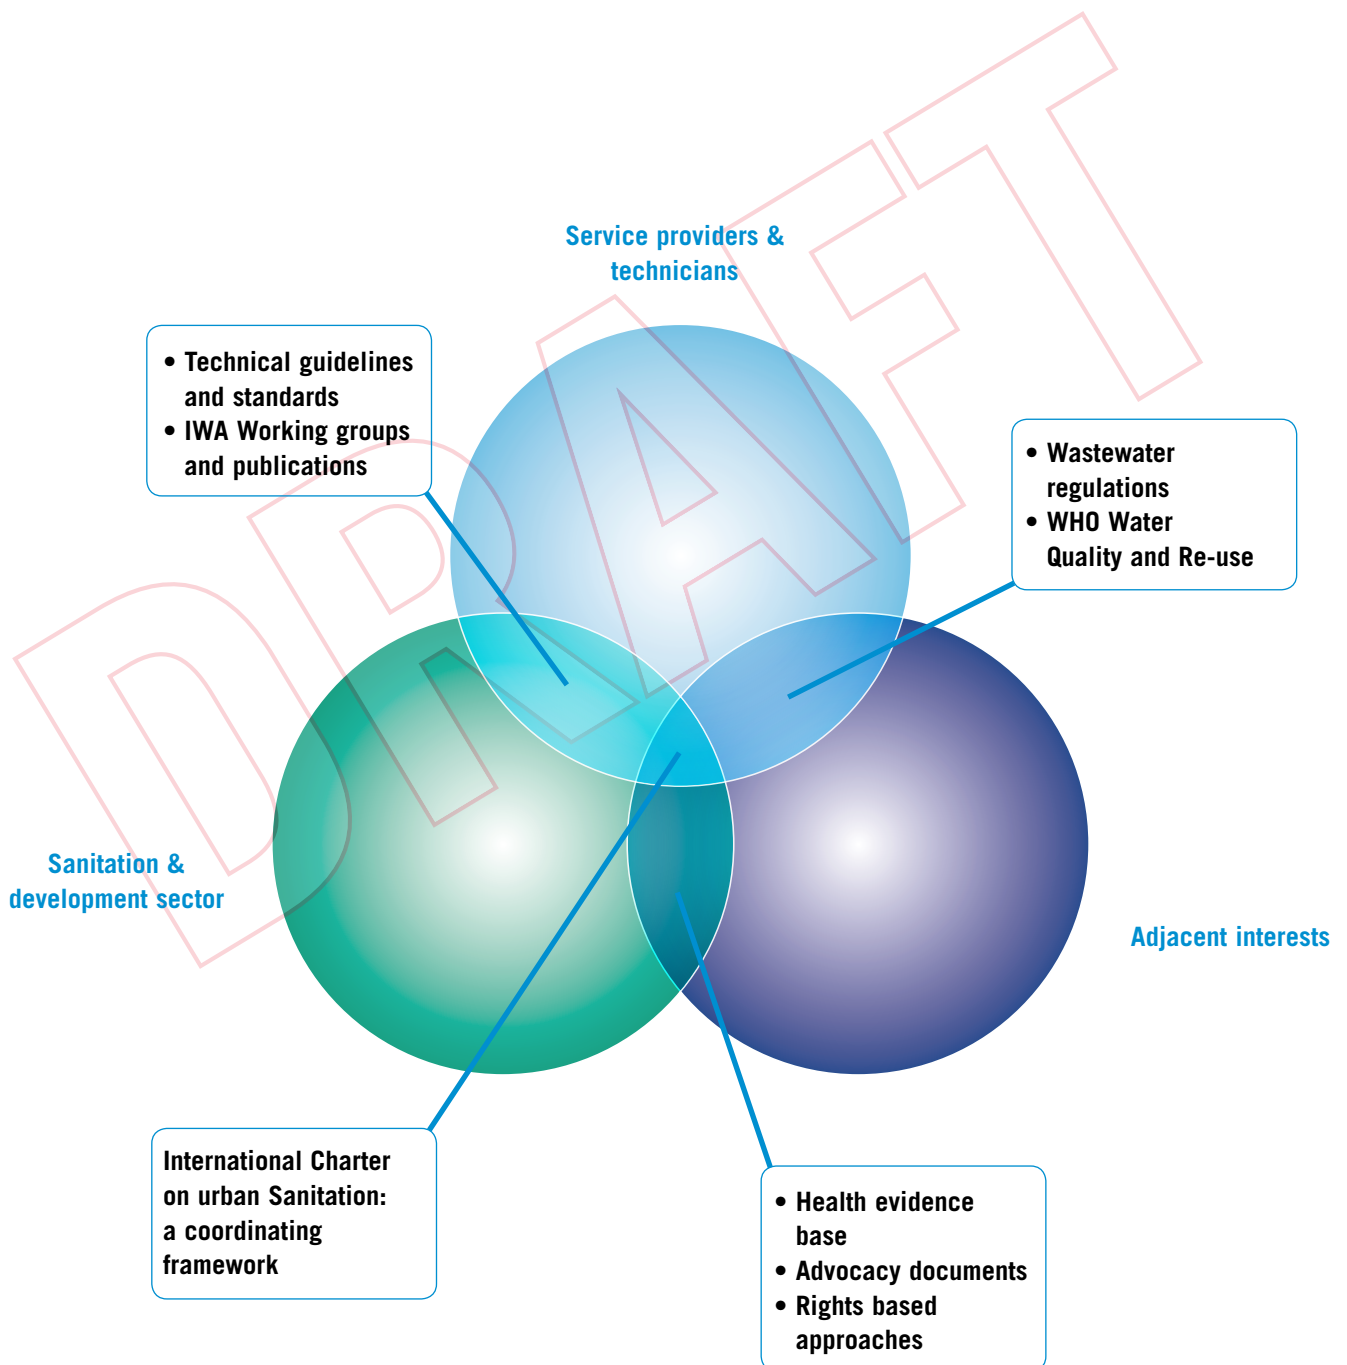 DRAFT
Service providers &
technicians
• Technical guidelines
and standards
• IWA Working groups
and publications
• Wastewater
regulations
• WHO Water
Quality and Re-use
Sanitation &
development sector
Adjacent interests
International Charter
on urban Sanitation:
a coordinating
framework
• Health evidence
base
• Advocacy documents
• Rights based
approaches